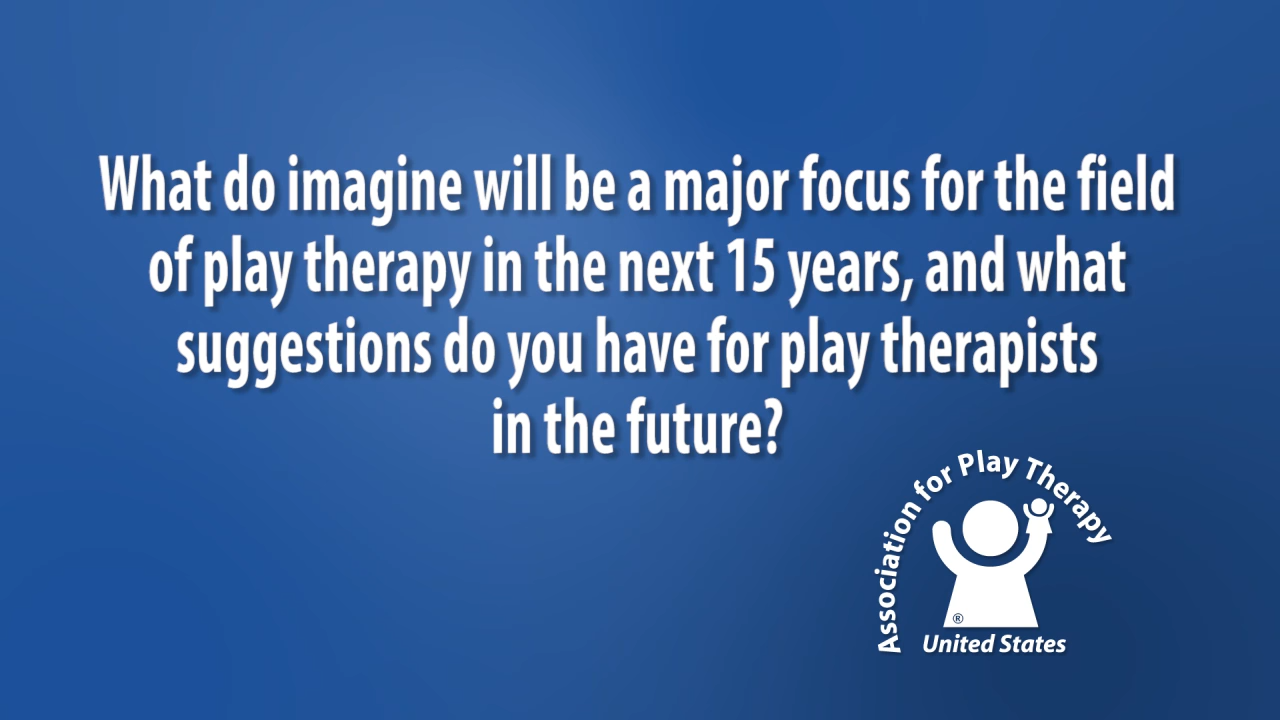 What do imagine will be a major focus for the field
of play therapy in the next 15 years, and what
suggestions do you have for play therapists
in the future?
Association for Play Therapy
®
United States